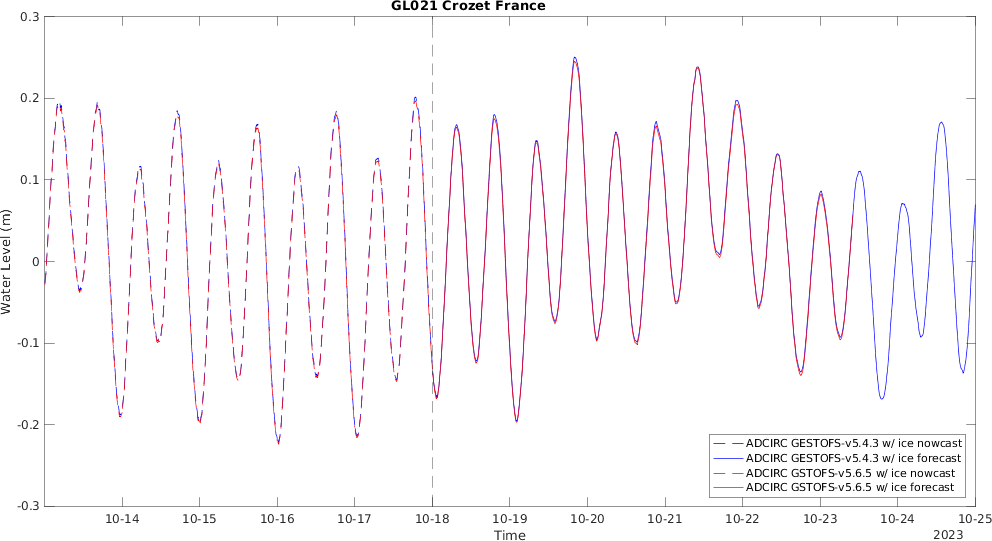 GL021 Crozet France
0.3
0.2
0.1
0
-0.1
-0.2
-0.3
Water Level (m)
10-14 10-15 10-16 10-17 10-18 10-19 10-20 10-21 10-22 10-23 10-24 10-25
Time
2023
ADCIRC GESTOFS-v5.4.3 w/ ice nowcast
ADCIRC GESTOFS-v5.4.3 w/ ice forecast
ADCIRC GSTOFS-v5.6.5 w/ ice nowcast
ADCIRC GSTOFS-v5.6.5 w/ ice forecast